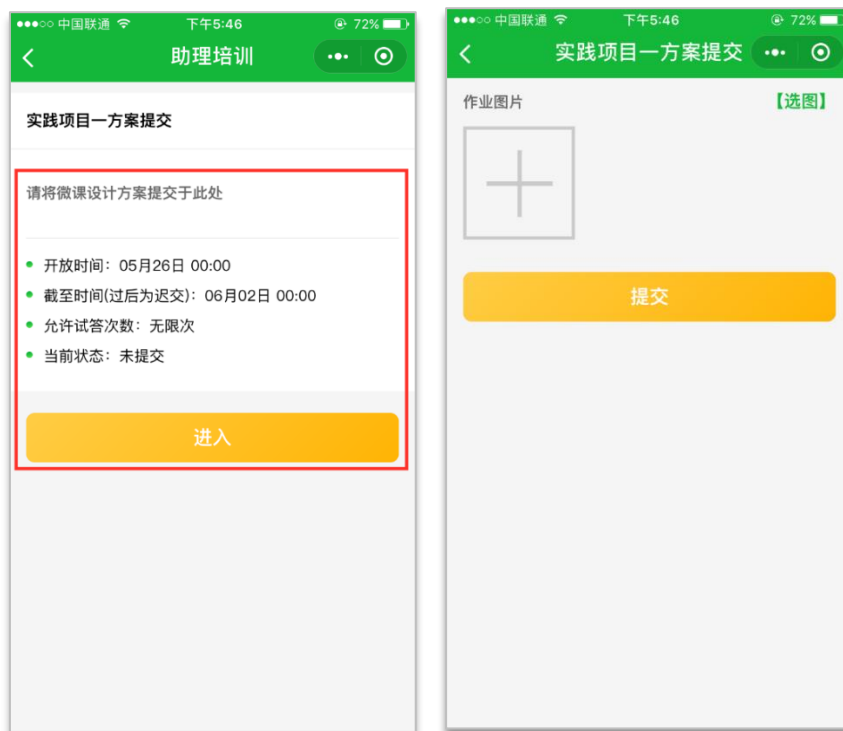 中国联通 下午5:46 72%
助理培训
实践项目一方案提交
请将微课设计方案提交于此处
开放时间：05月26日 00:00
截至时间(过后为迟交)：06月02日 00:00
允许试答次数：无限次
当前状态：未提交
进入
中国联通 下午5:46 72%
实践项目一方案提交
作业图片 【选图】
提交